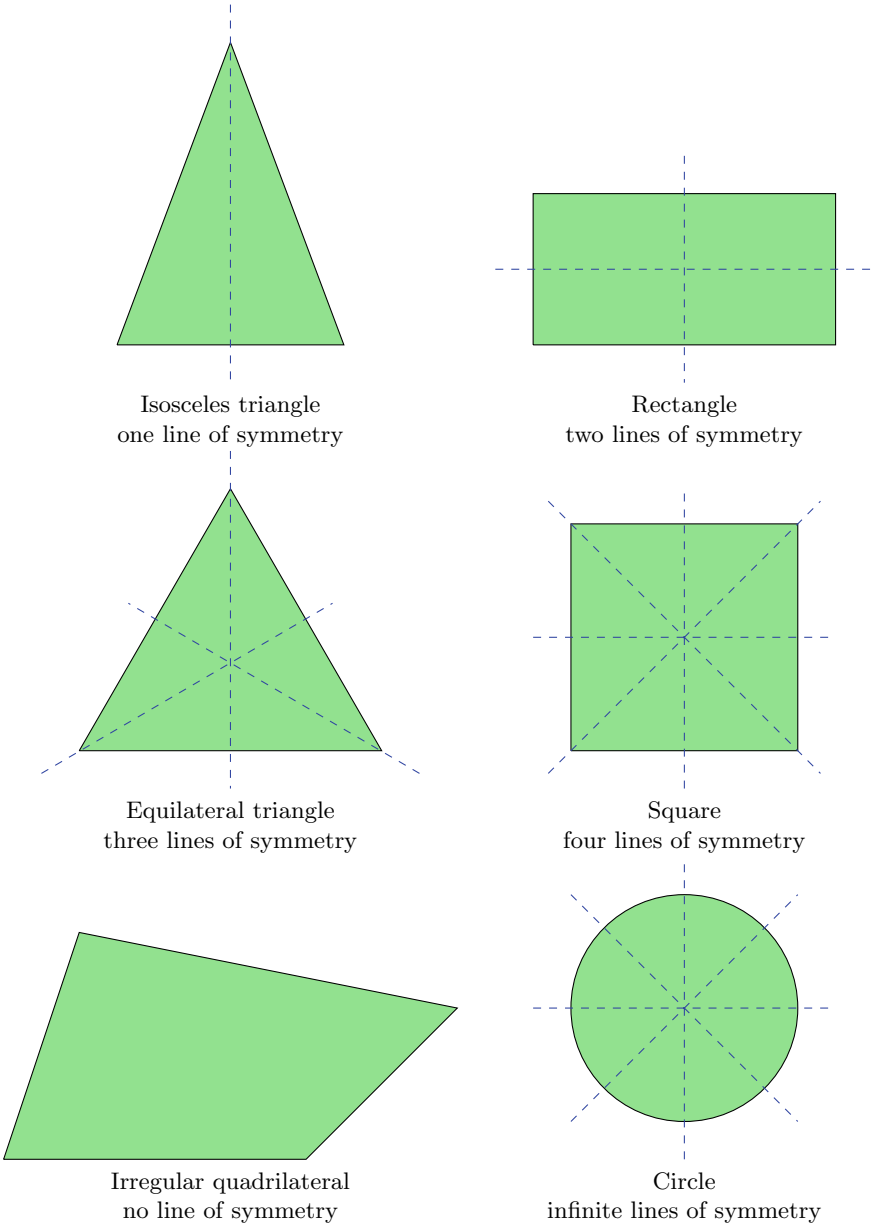 Isosceles triangle
one line of symmetry
Rectangle
two lines of symmetry
Equilateral triangle
three lines of symmetry
Square
four lines of symmetry
Irregular quadrilateral
no line of symmetry
Circle
infinite lines of symmetry